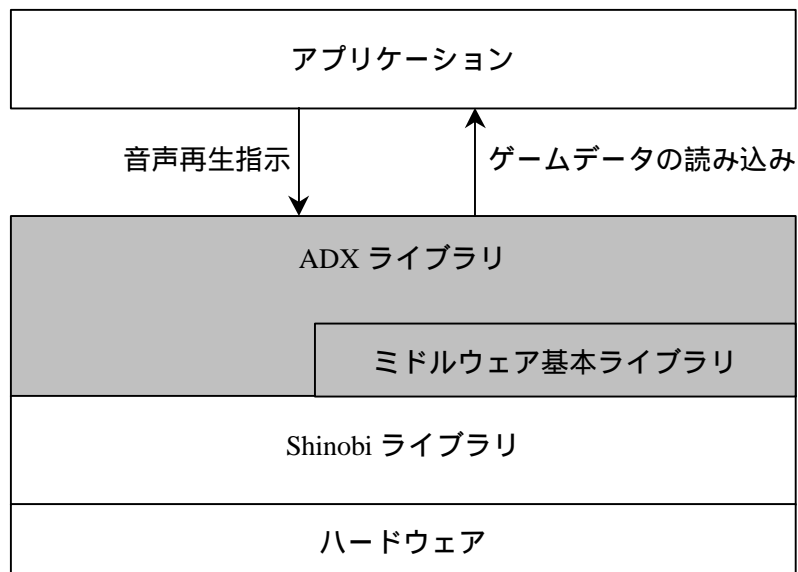 アプリケーション
音声再生指示
ゲームデータの読み込み
ADX ライブラリ
ミドルウェア基本ライブラリ
Shinobi ライブラリ
ハードウェア